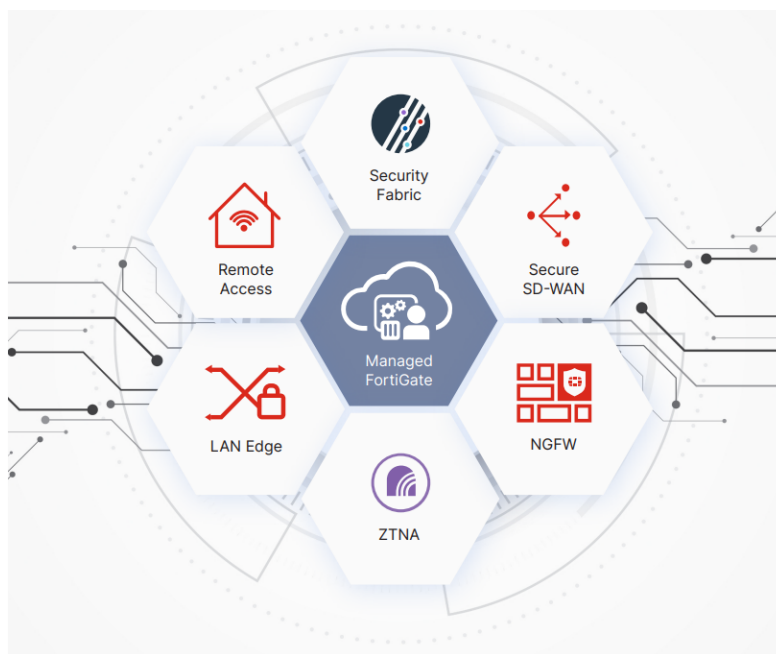 Security
Fabric
Remote
Access
Secure
SD-WAN
Managed
FortiGate
LAN Edge
NGFW
ZTNA